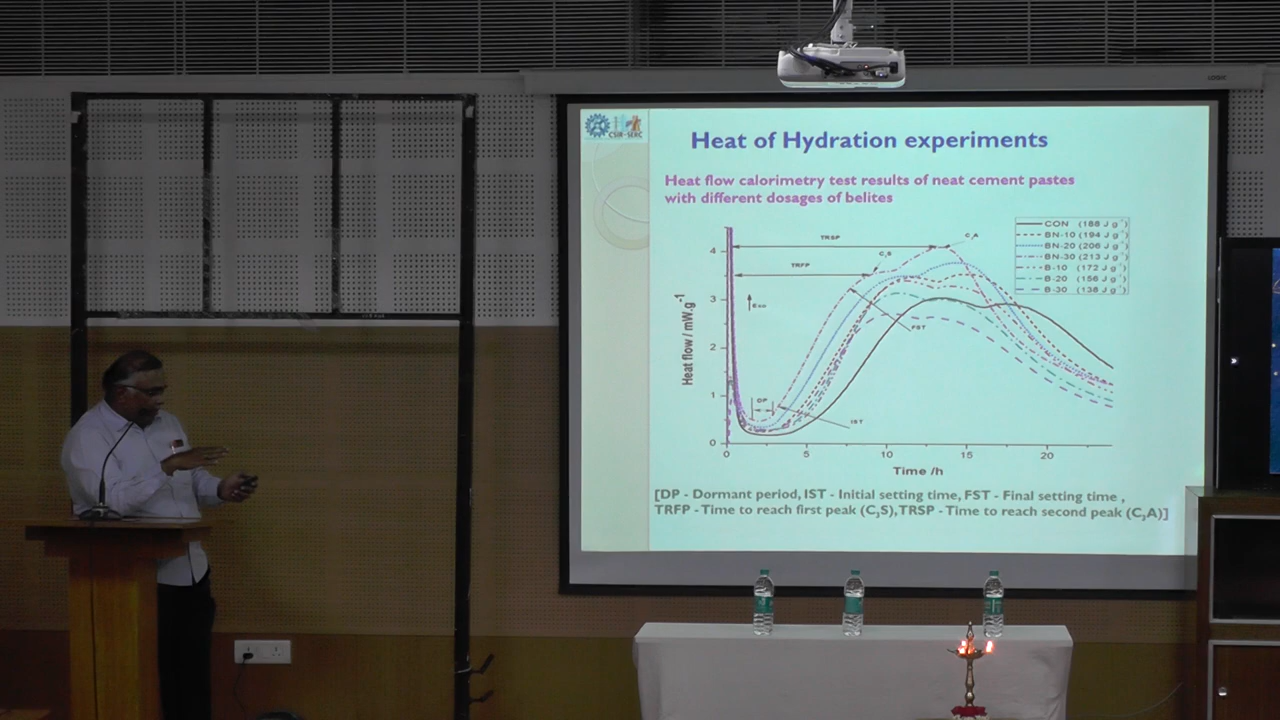 LOGIC
CSIR-SERC
Heat of Hydration experiments
Heat flow calorimetry test results of neat cement pastes
with different dosages of belites
CON (188 J g⁻¹)
BN-10 (194 J g⁻¹)
BN-20 (206 J g⁻¹)
BN-30 (213 J g⁻¹)
B-10 (172 J g⁻¹)
B-20 (156 J g⁻¹)
B-30 (138 J g⁻¹)
TRSP
C₃A
C₃S
TRFP
FST
DP
IST
Heat flow / mW.g⁻¹
4
3
2
1
0
0 5 10 15 20
Time /h
[DP - Dormant period, IST - Initial setting time, FST - Final setting time ,
TRFP - Time to reach first peak (C₃S), TRSP - Time to reach second peak (C₃A)]